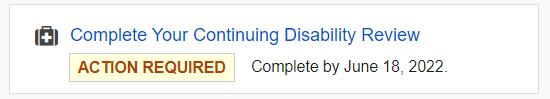 Complete Your Continuing Disability Review
ACTION REQUIRED Complete by June 18, 2022.